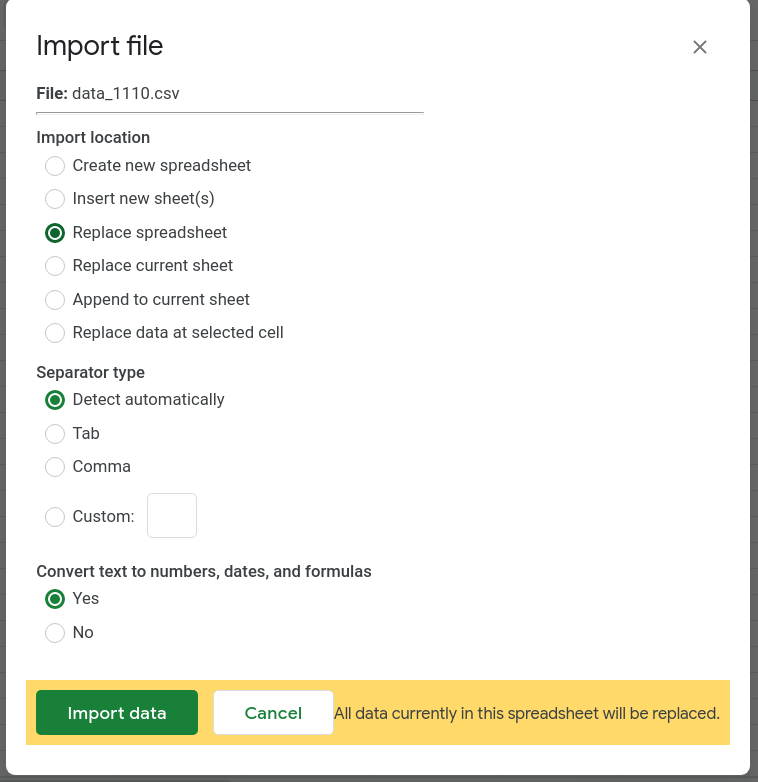 Import file
File: data_1110.csv
Import location
Create new spreadsheet
Insert new sheet(s)
Replace spreadsheet
Replace current sheet
Append to current sheet
Replace data at selected cell
Separator type
Detect automatically
Tab
Comma
Custom:
Convert text to numbers, dates, and formulas
Yes
No
Import data Cancel All data currently in this spreadsheet will be replaced.